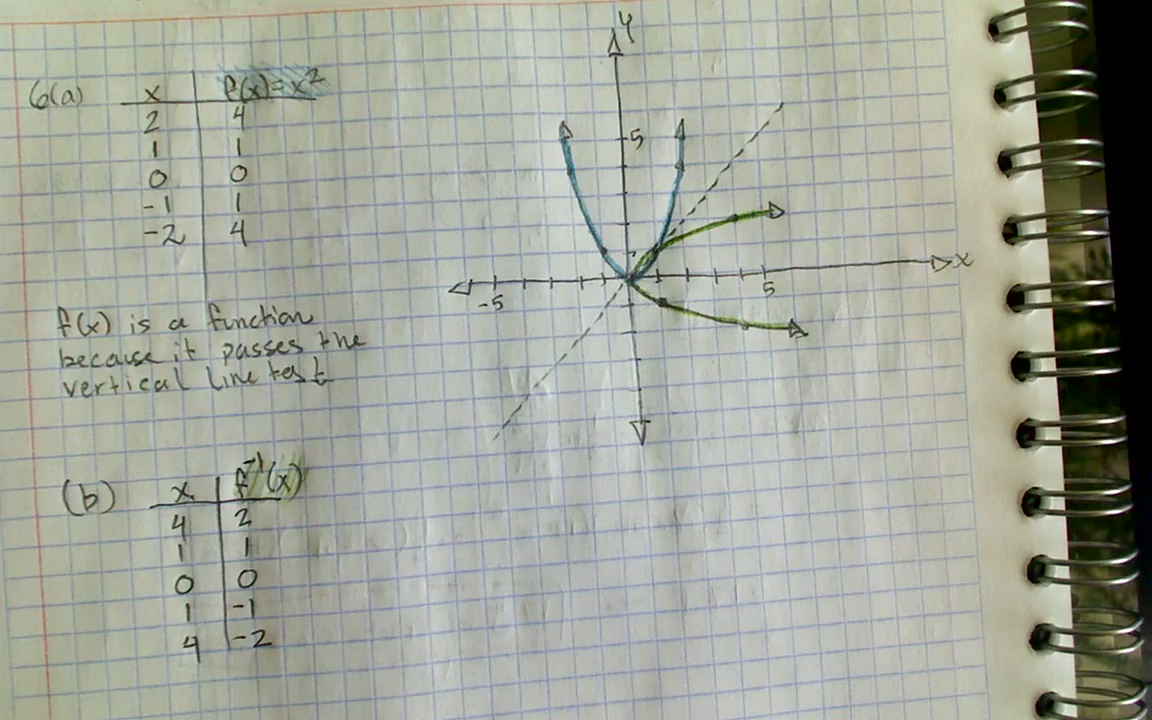 6(a) x f(x)=x²
2 4
1 1
0 0
-1 1
-2 4
f(x) is a function
because it passes the
vertical line test
y
5
-5 5 x
(b) x f⁻¹(x)
4 2
1 1
0 0
1 -1
4 -2